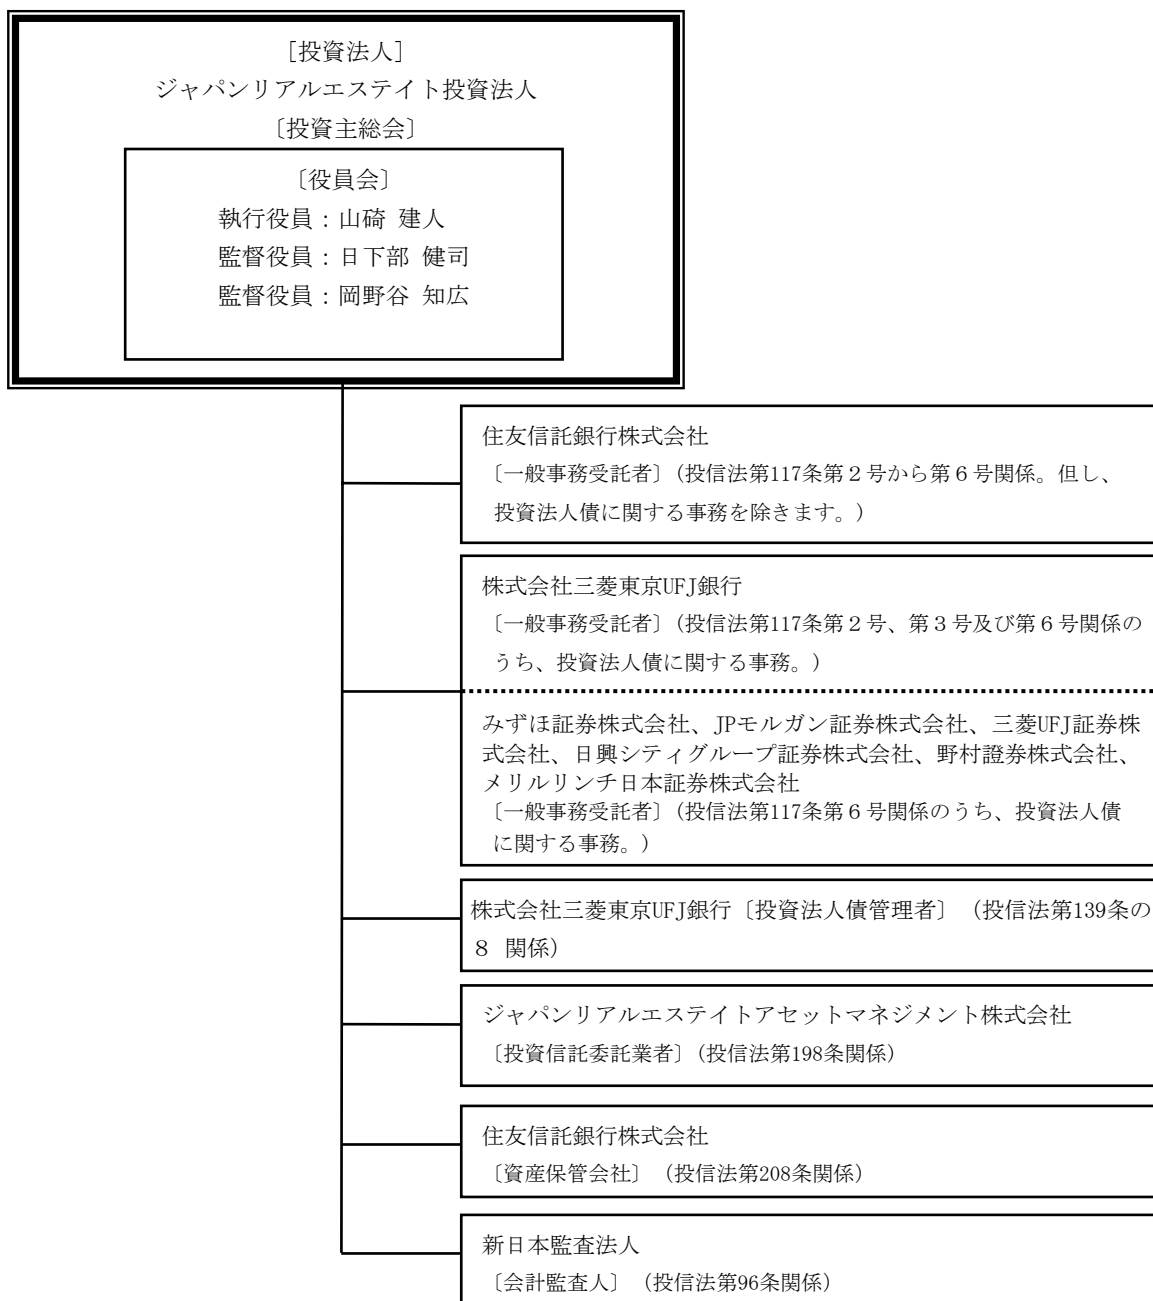 [投資法人]
ジャパンリアルエステイト投資法人
〔投資主総会〕
〔役員会〕
執行役員：山碕 建人
監督役員：日下部 健司
監督役員：岡野谷 知広
住友信託銀行株式会社
〔一般事務受託者〕(投信法第117条第２号から第６号関係。但し、
投資法人債に関する事務を除きます。)
株式会社三菱東京UFJ銀行
〔一般事務受託者〕(投信法第117条第２号、第３号及び第６号関係の
うち、投資法人債に関する事務。)
みずほ証券株式会社、JPモルガン証券株式会社、三菱UFJ証券株
式会社、日興シティグループ証券株式会社、野村證券株式会社、
メリルリンチ日本証券株式会社
〔一般事務受託者〕(投信法第117条第６号関係のうち、投資法人債
に関する事務。)
株式会社三菱東京UFJ銀行〔投資法人債管理者〕 (投信法第139条の
８ 関係)
ジャパンリアルエステイトアセットマネジメント株式会社
〔投資信託委託業者〕(投信法第198条関係)
住友信託銀行株式会社
〔資産保管会社〕 (投信法第208条関係)
新日本監査法人
〔会計監査人〕 (投信法第96条関係)